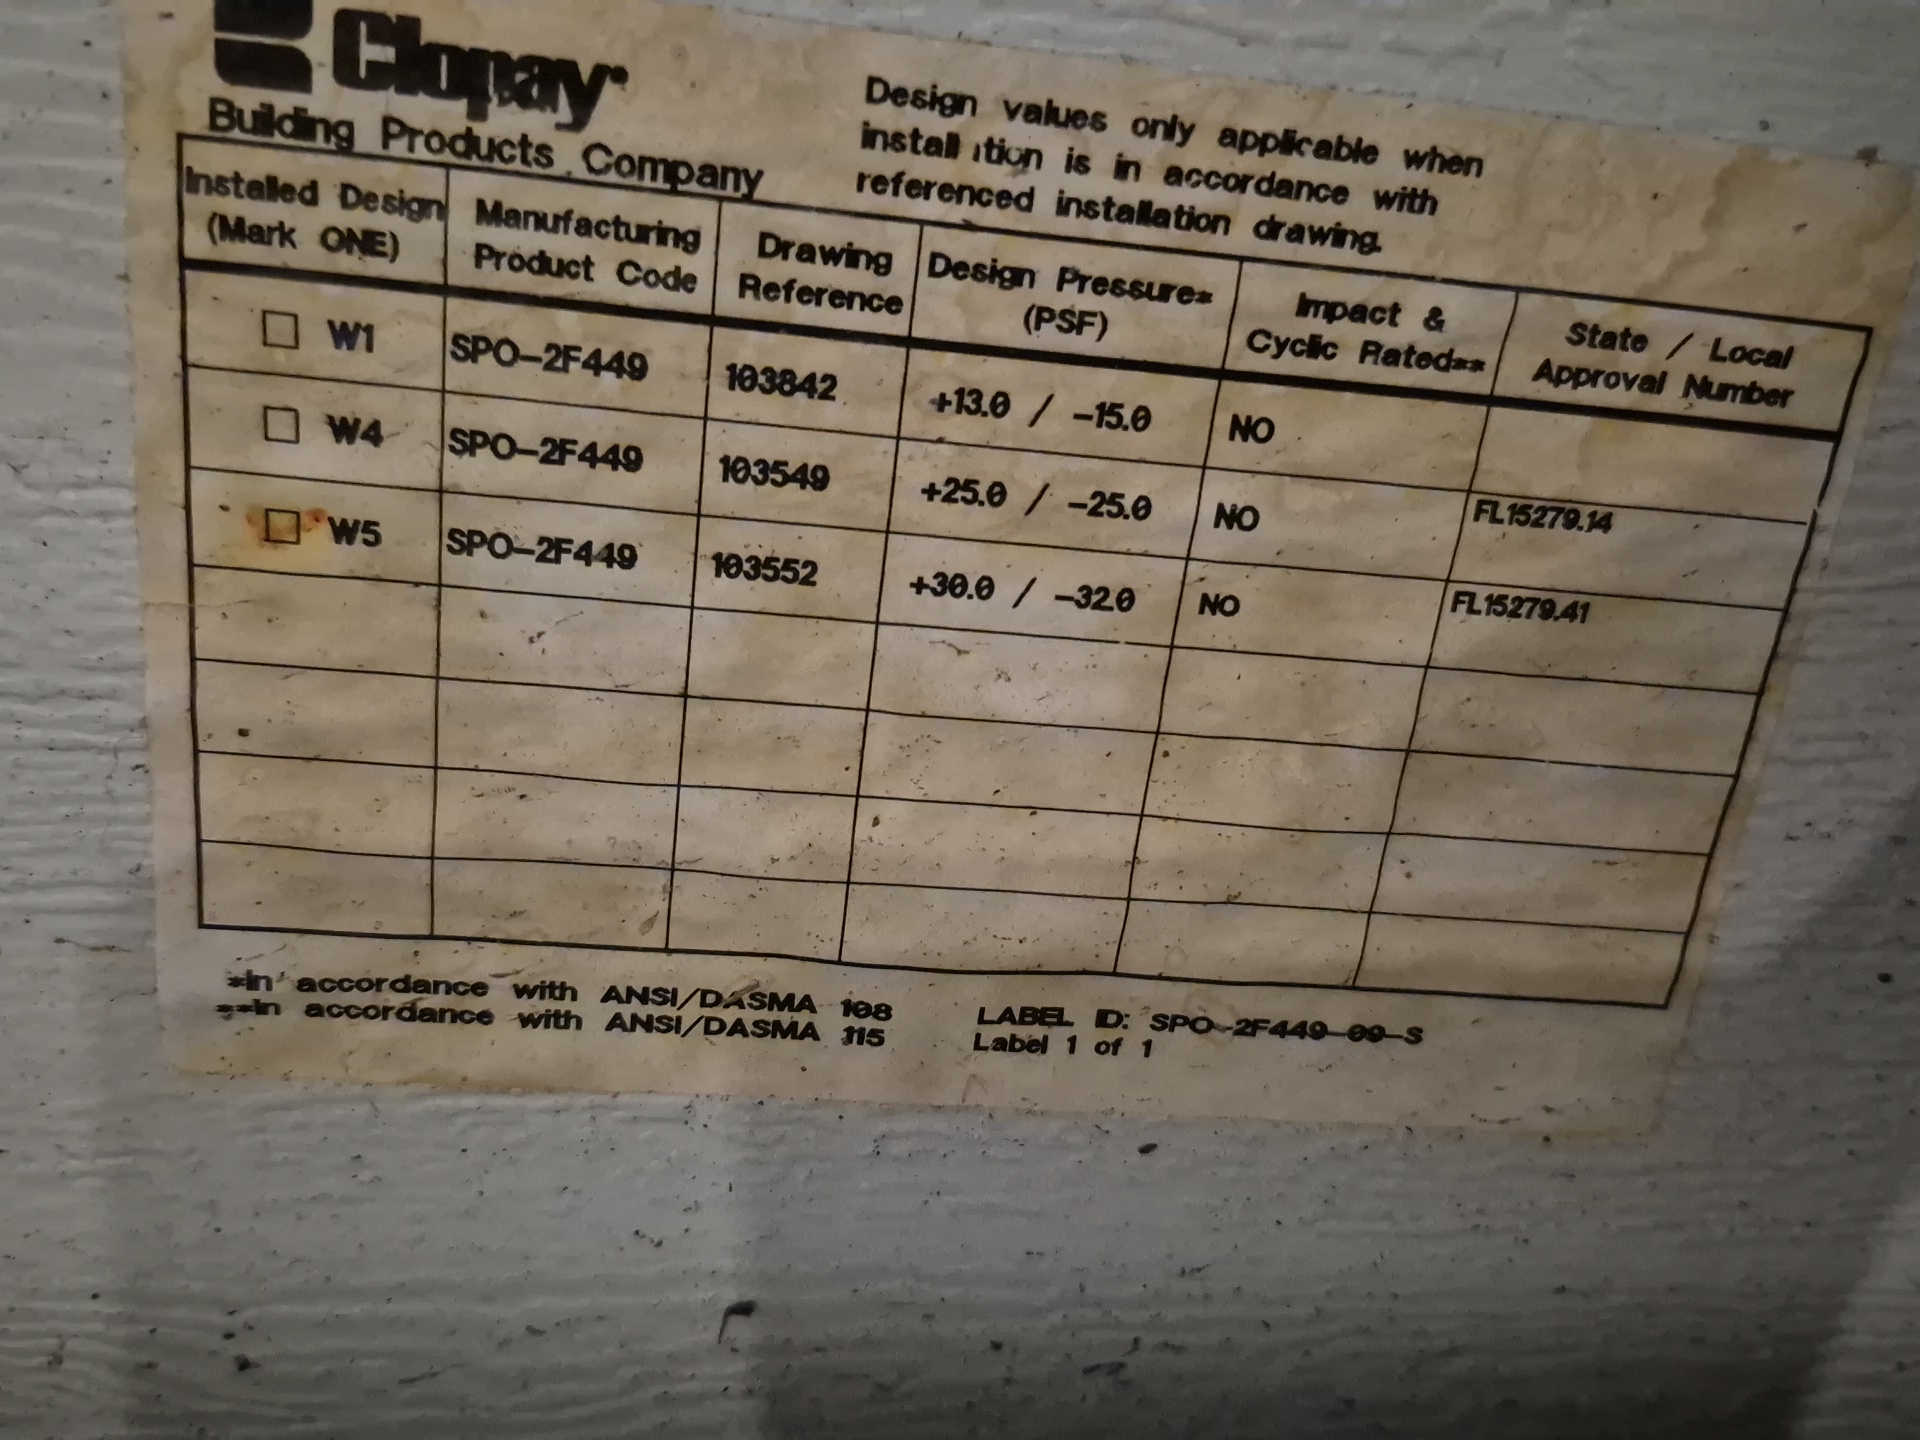 Clopay
Building Products Company
Design values only applicable when
installation is in accordance with
referenced installation drawing.
Installed Design (Mark ONE) Manufacturing Product Code Drawing Reference Design Pressure* (PSF) Impact & Cyclic Rated** State / Local Approval Number
W1 SPO-2F449 103842 +13.0 / -15.0 NO
W4 SPO-2F449 103549 +25.0 / -25.0 NO FL15279.14
W5 SPO-2F449 103552 +30.0 / -32.0 NO FL15279.41
*In accordance with ANSI/DASMA 108
**In accordance with ANSI/DASMA 115
LABEL ID: SPO-2F449-09-S
Label 1 of 1